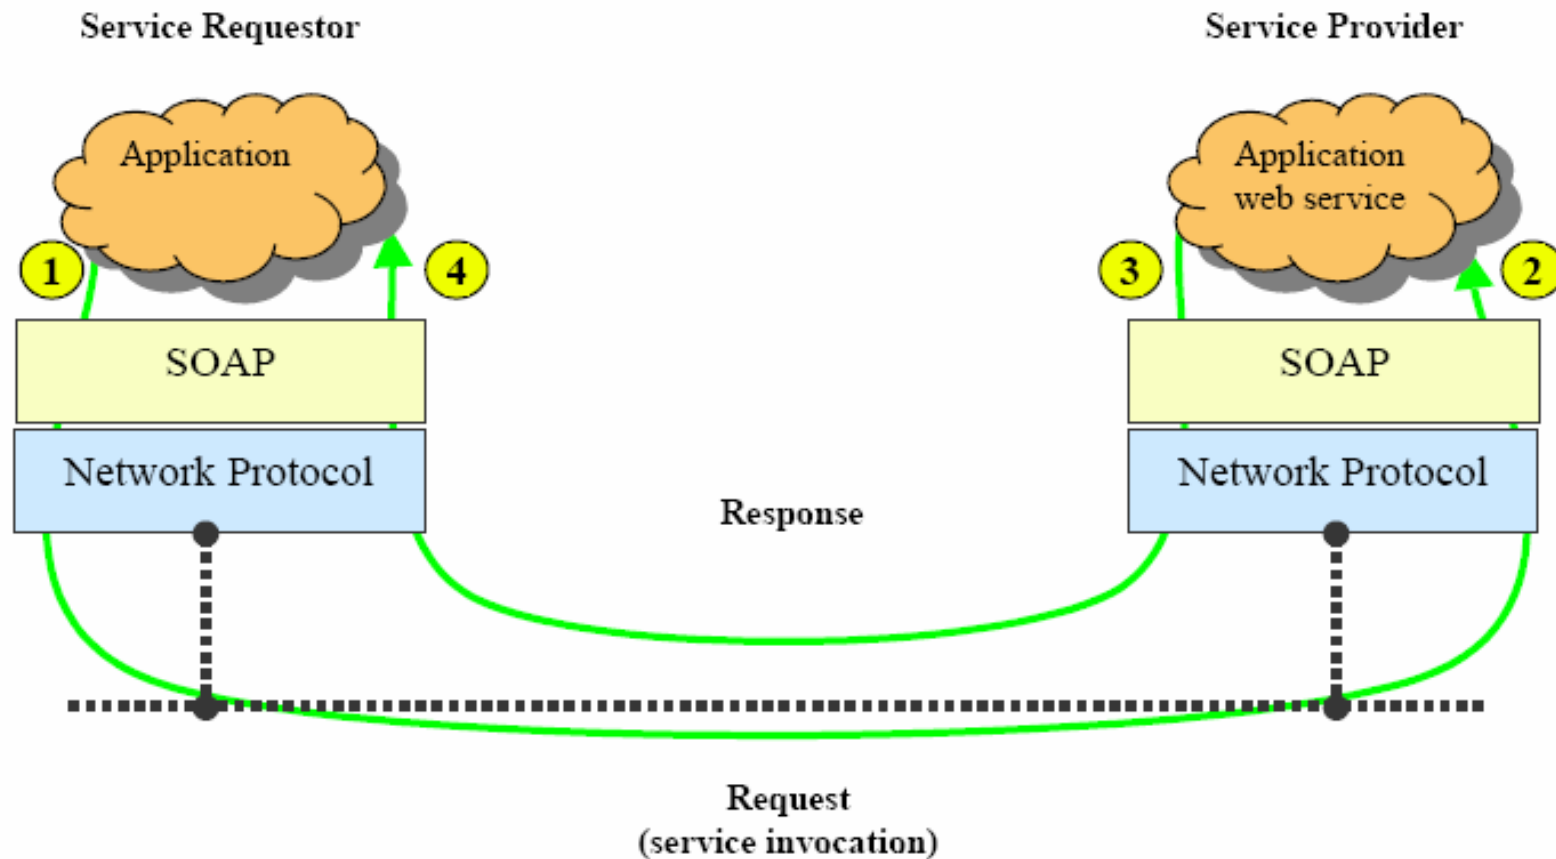 Service Requestor
Service Provider
Application
Application
web service
1
4
3
2
SOAP
SOAP
Network Protocol
Network Protocol
Response
Request
(service invocation)